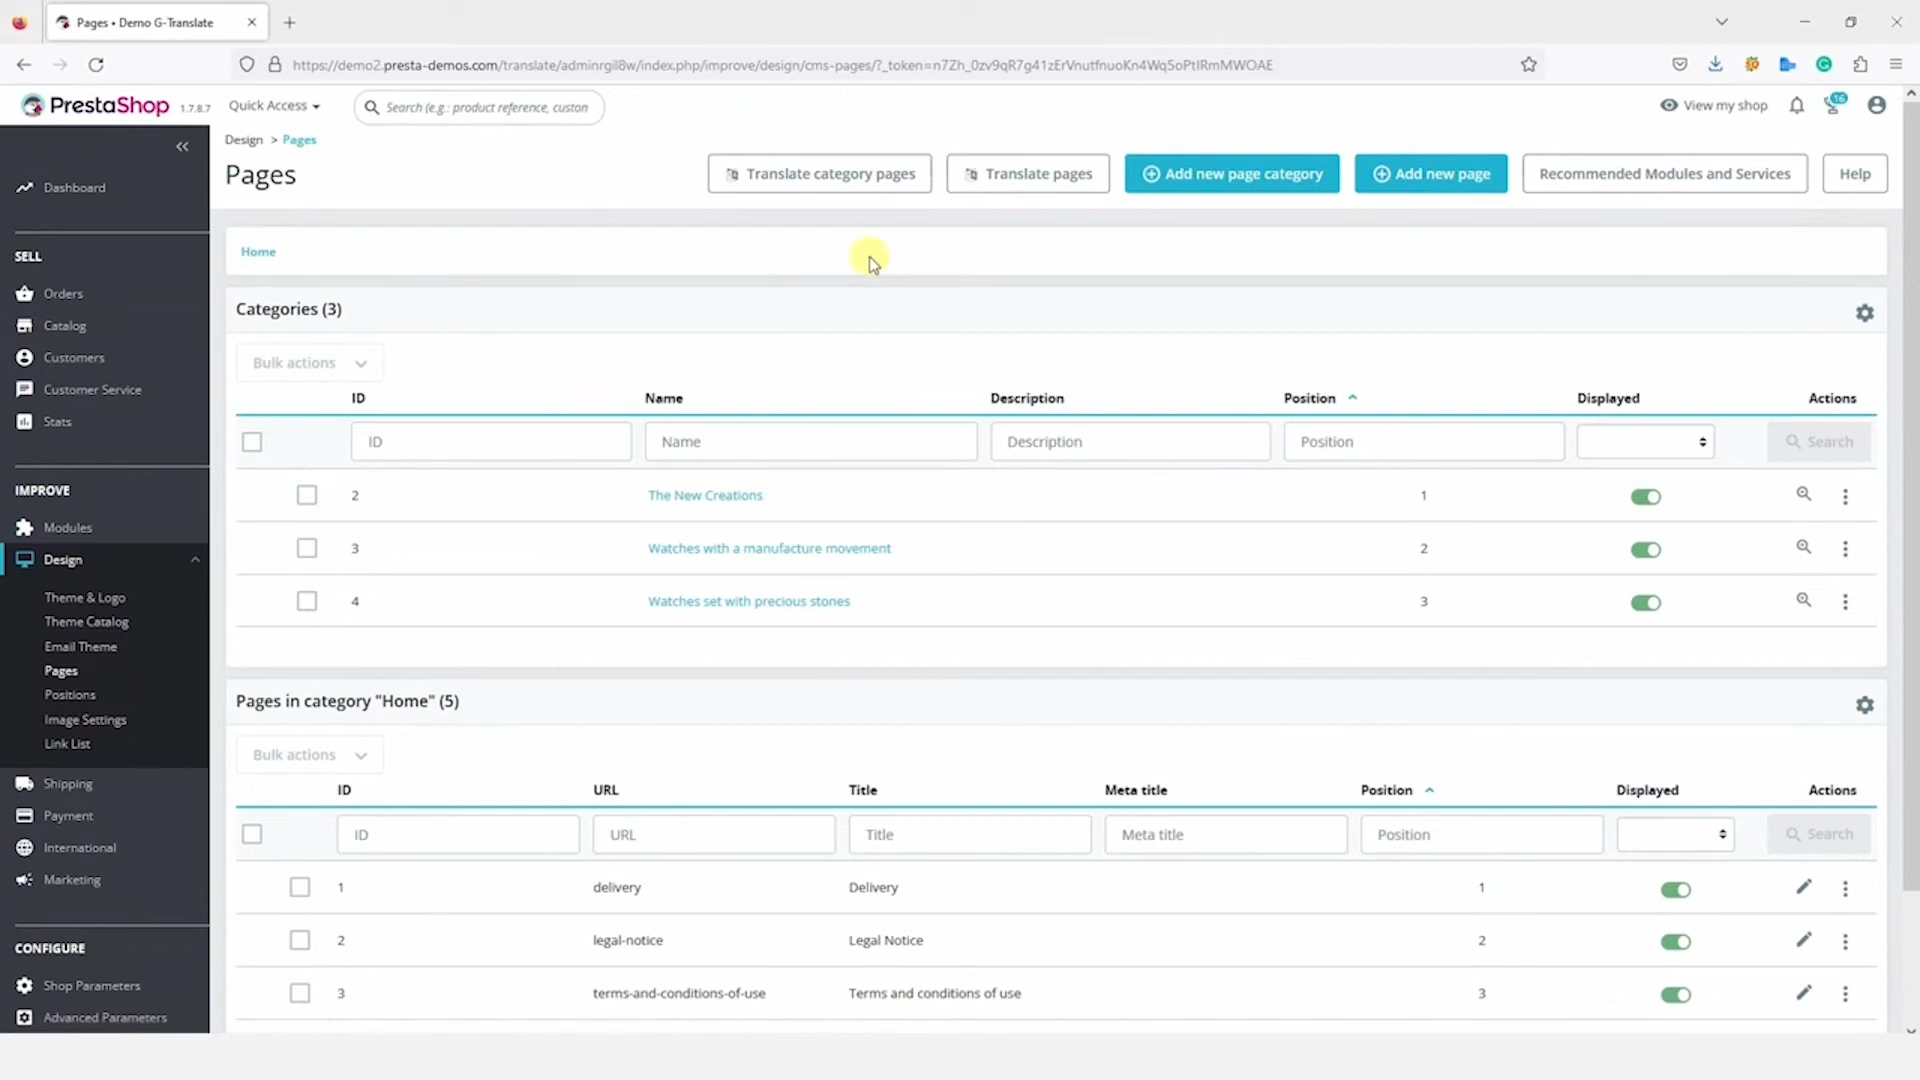 Pages • Demo G-Translate
https://demo2.presta-demos.com/translate/adminrgil8w/index.php/improve/design/cms-pages/?_token=n7Zh_0zv9qR7g41zErVnutfnuoKn4Wq5oPtIRmMWOAE
PrestaShop 1.7.8.7
Quick Access
Search (e.g.: product reference, custon
View my shop
16
Design > Pages
Pages
Translate category pages
Translate pages
Add new page category
Add new page
Recommended Modules and Services
Help
Dashboard
SELL
Orders
Catalog
Customers
Customer Service
Stats
IMPROVE
Modules
Design
Theme & Logo
Theme Catalog
Email Theme
Pages
Positions
Image Settings
Link List
Shipping
Payment
International
Marketing
CONFIGURE
Shop Parameters
Advanced Parameters
Home
Categories (3)
Bulk actions
ID Name Description Position Displayed Actions
ID Name Description Position Search
2 The New Creations 1
3 Watches with a manufacture movement 2
4 Watches set with precious stones 3
Pages in category "Home" (5)
Bulk actions
ID URL Title Meta title Position Displayed Actions
ID URL Title Meta title Position Search
1 delivery Delivery 1
2 legal-notice Legal Notice 2
3 terms-and-conditions-of-use Terms and conditions of use 3